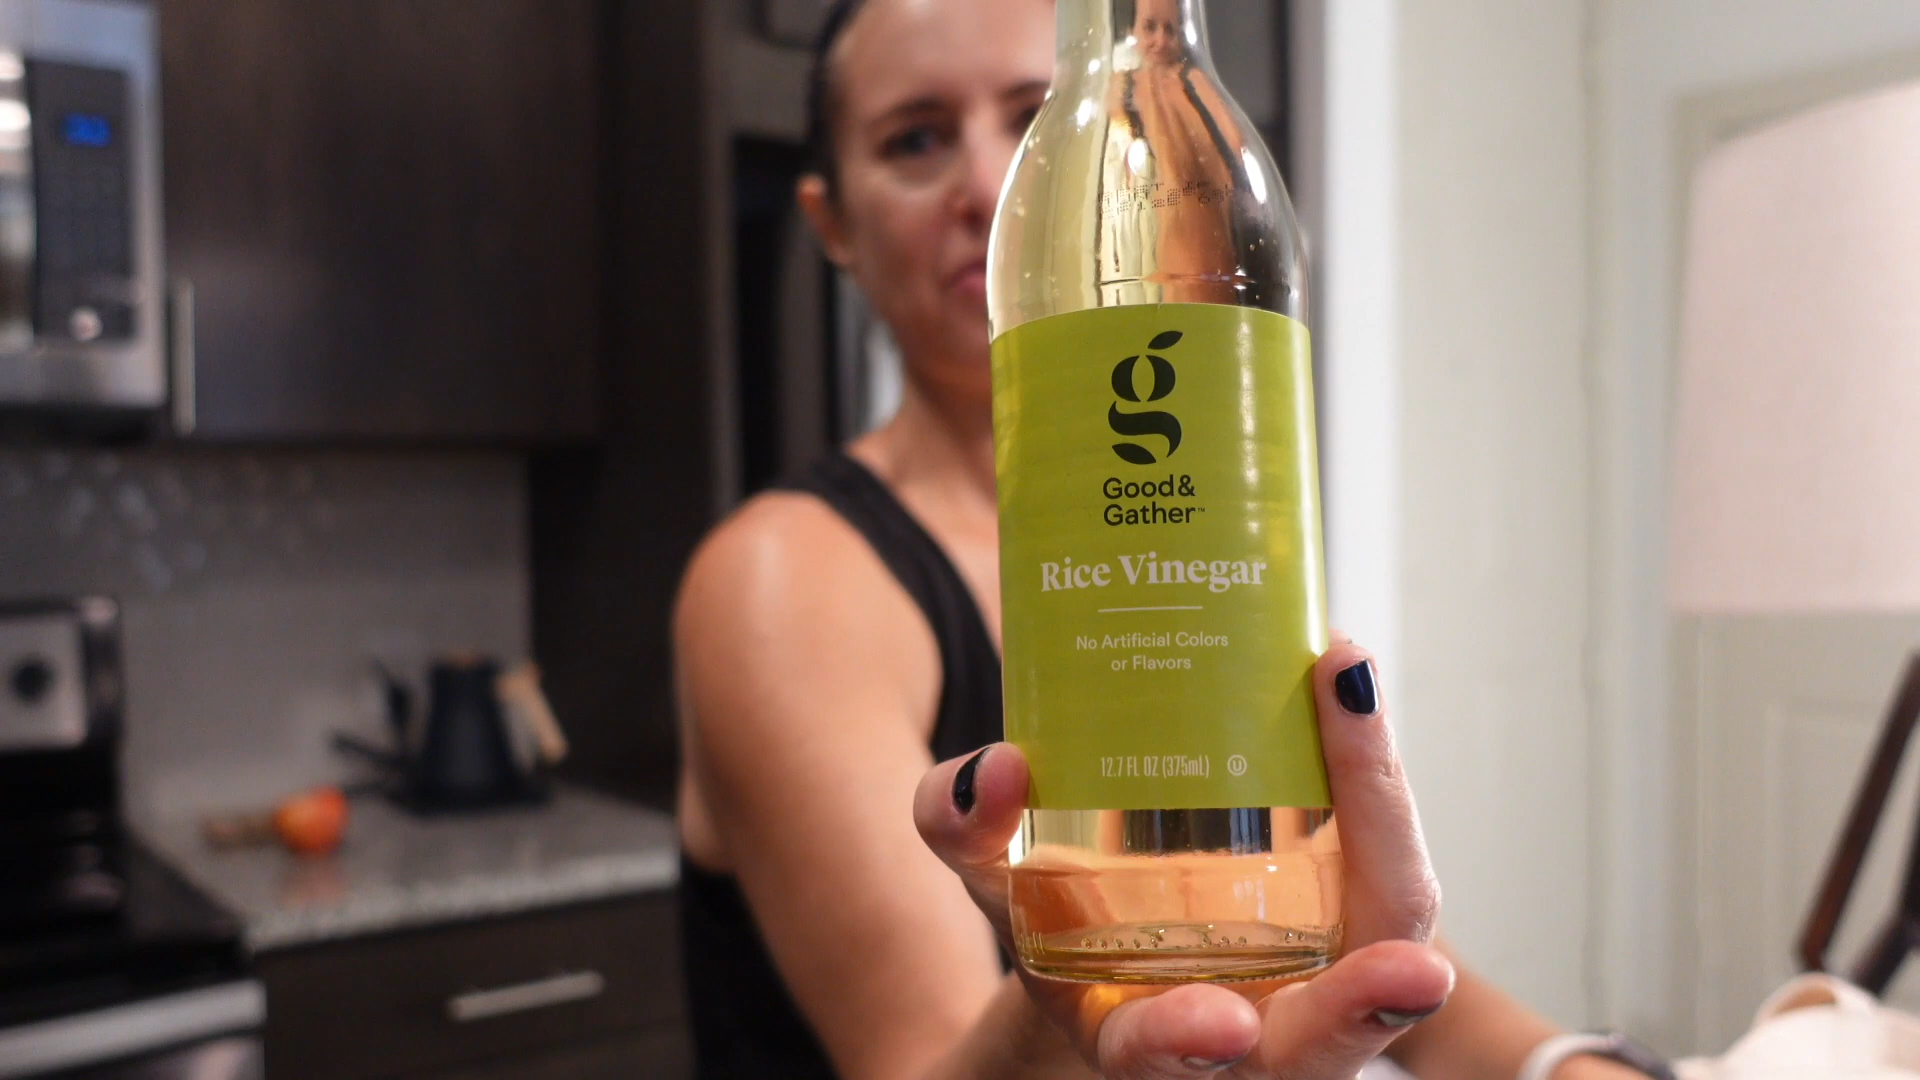 Good &
Gather™
Rice Vinegar
No Artificial Colors
or Flavors
12.7 FL OZ (375mL) Ⓤ